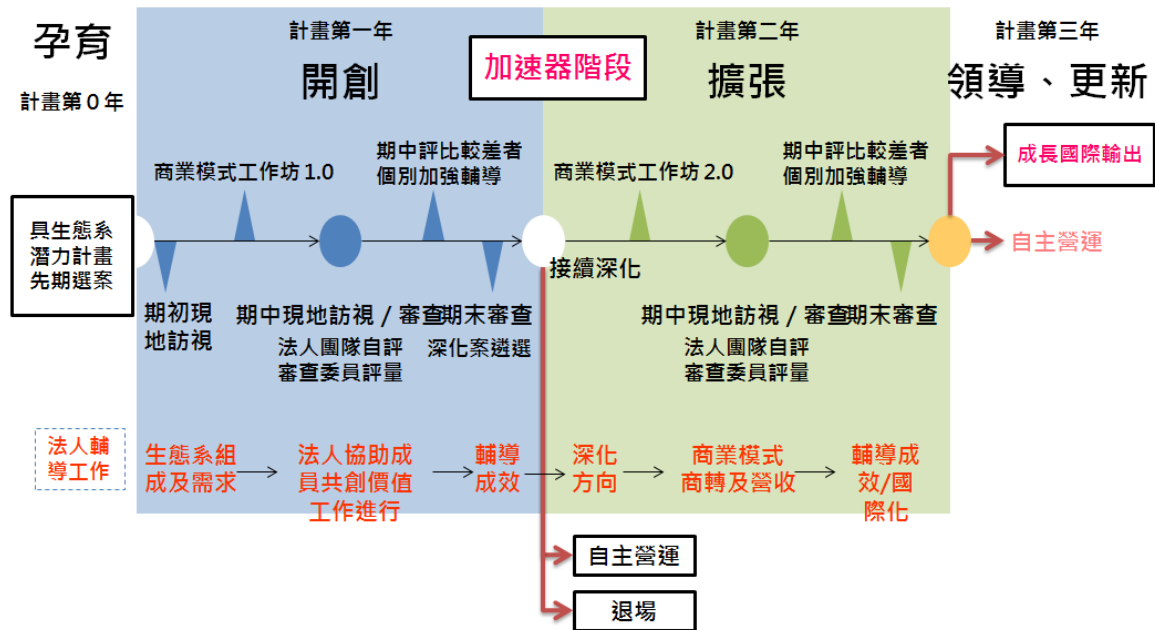 孕育
計畫第０年
計畫第一年
開創
加速器階段
計畫第二年
擴張
計畫第三年
領導、更新
商業模式工作坊 1.0
期中評比較差者
個別加強輔導
商業模式工作坊 2.0
期中評比較差者
個別加強輔導
成長國際輸出
具生態系
潛力計畫
先期選案
接續深化
自主營運
期初現
地訪視
期中現地訪視 / 審查
法人團隊自評
審查委員評量
期末審查
深化案遴選
期中現地訪視 / 審查
法人團隊自評
審查委員評量
期末審查
法人輔
導工作
生態系組
成及需求
法人協助成
員共創價值
工作進行
輔導
成效
深化
方向
商業模式
商轉及營收
輔導成
效/國
際化
自主營運
退場